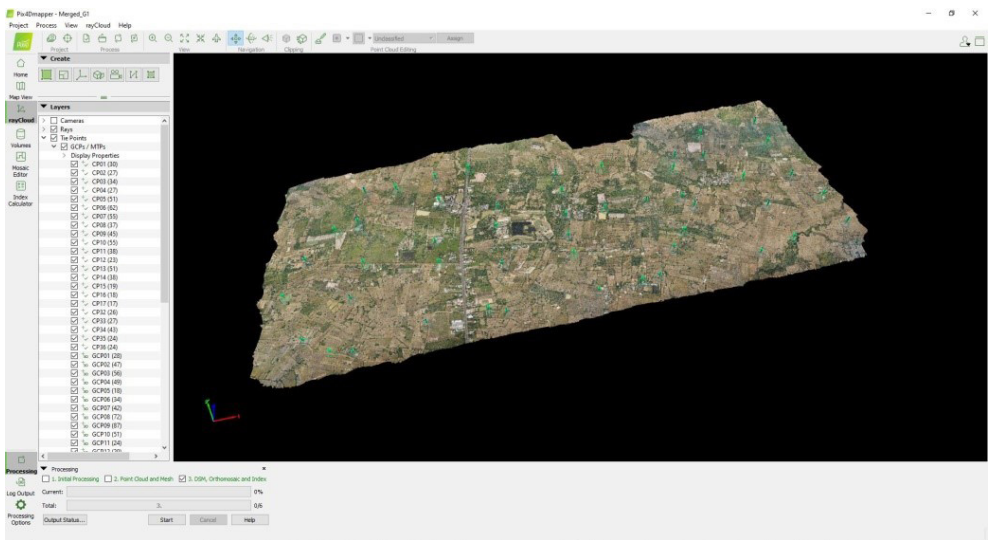 Pix4Dmapper - Merged_G1
Project Process View rayCloud Help
Project Process View Navigation Clipping Point Cloud Editing
Unclassified Assign
Home
Map View
rayCloud
Volumes
Mosaic
Editor
Index
Calculator
Create
Layers
Cameras
Rays
Tie Points
GCPs / MTPs
Display Properties
CP01 (30)
CP02 (27)
CP03 (34)
CP04 (27)
CP05 (51)
CP06 (62)
CP07 (55)
CP08 (37)
CP09 (45)
CP10 (55)
CP11 (38)
CP12 (23)
CP13 (51)
CP14 (38)
CP15 (19)
CP16 (18)
CP17 (17)
CP32 (26)
CP33 (27)
CP34 (43)
CP35 (24)
CP36 (24)
GCP01 (28)
GCP02 (47)
GCP03 (56)
GCP04 (49)
GCP05 (18)
GCP06 (34)
GCP07 (42)
GCP08 (72)
GCP09 (87)
GCP10 (51)
GCP11 (24)
Processing
Log Output
Processing
Options
Processing
1. Initial Processing 2. Point Cloud and Mesh 3. DSM, Orthomosaic and Index
Current: 0%
Total: 3. 0/6
Output Status... Start Cancel Help